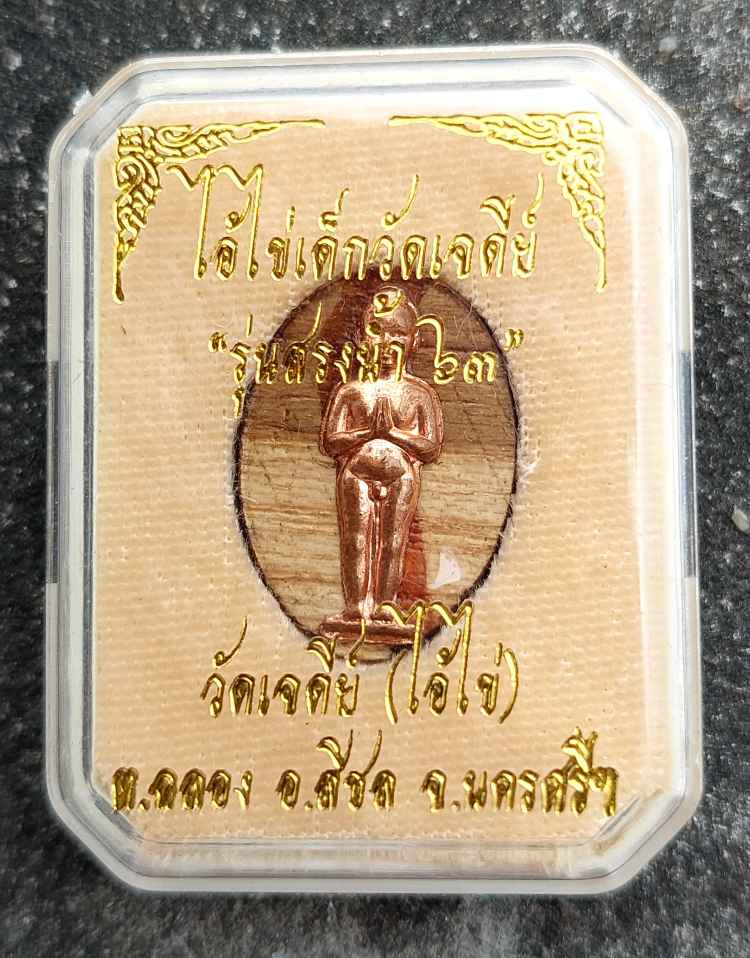 ไอ้ไข่เด็กวัดเจดีย์
"รุ่นสรงน้ำ ๖๓"
วัดเจดีย์ (ไอ้ไข่)
ต.ฉลอง อ.สิชล จ.นครศรีฯ